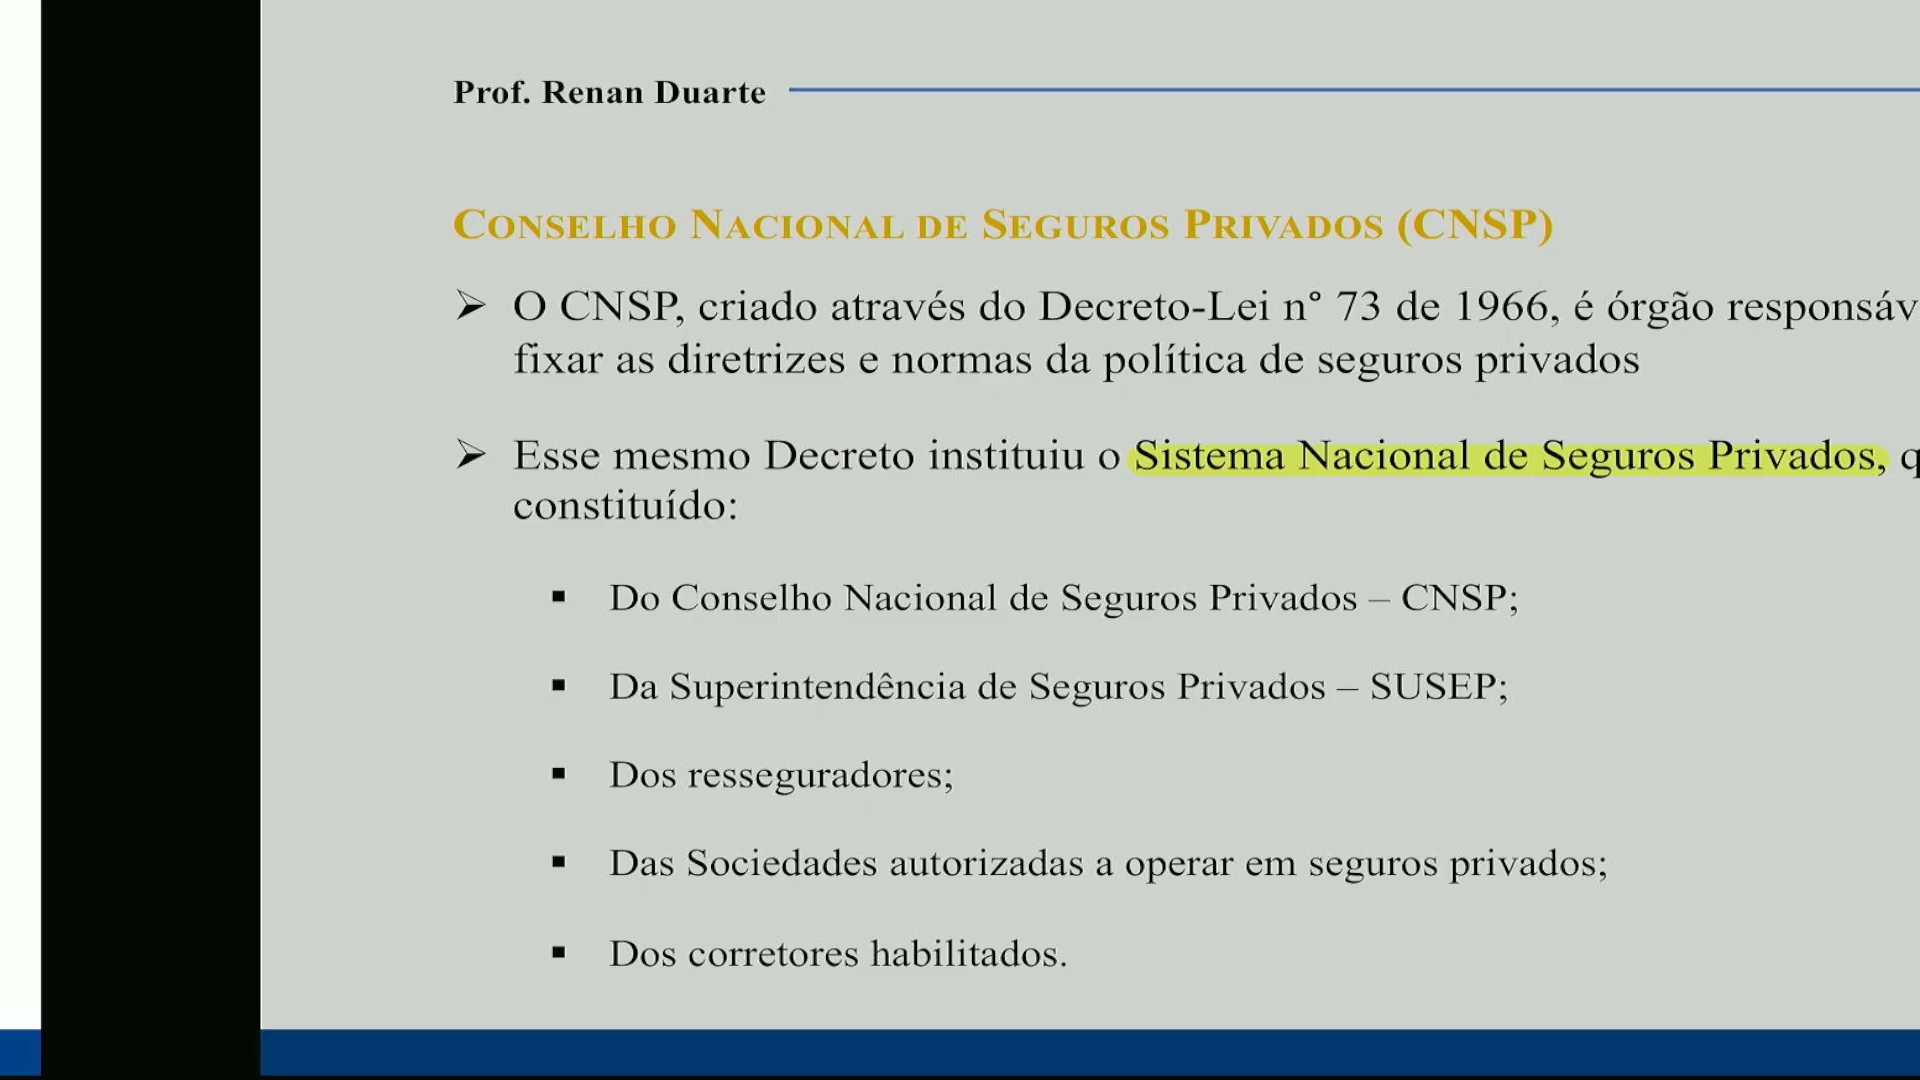 Prof. Renan Duarte
CONSELHO NACIONAL DE SEGUROS PRIVADOS (CNSP)
➢ O CNSP, criado através do Decreto-Lei n° 73 de 1966, é órgão responsáv
fixar as diretrizes e normas da política de seguros privados
➢ Esse mesmo Decreto instituiu o Sistema Nacional de Seguros Privados, q
constituído:
▪ Do Conselho Nacional de Seguros Privados – CNSP;
▪ Da Superintendência de Seguros Privados – SUSEP;
▪ Dos resseguradores;
▪ Das Sociedades autorizadas a operar em seguros privados;
▪ Dos corretores habilitados.